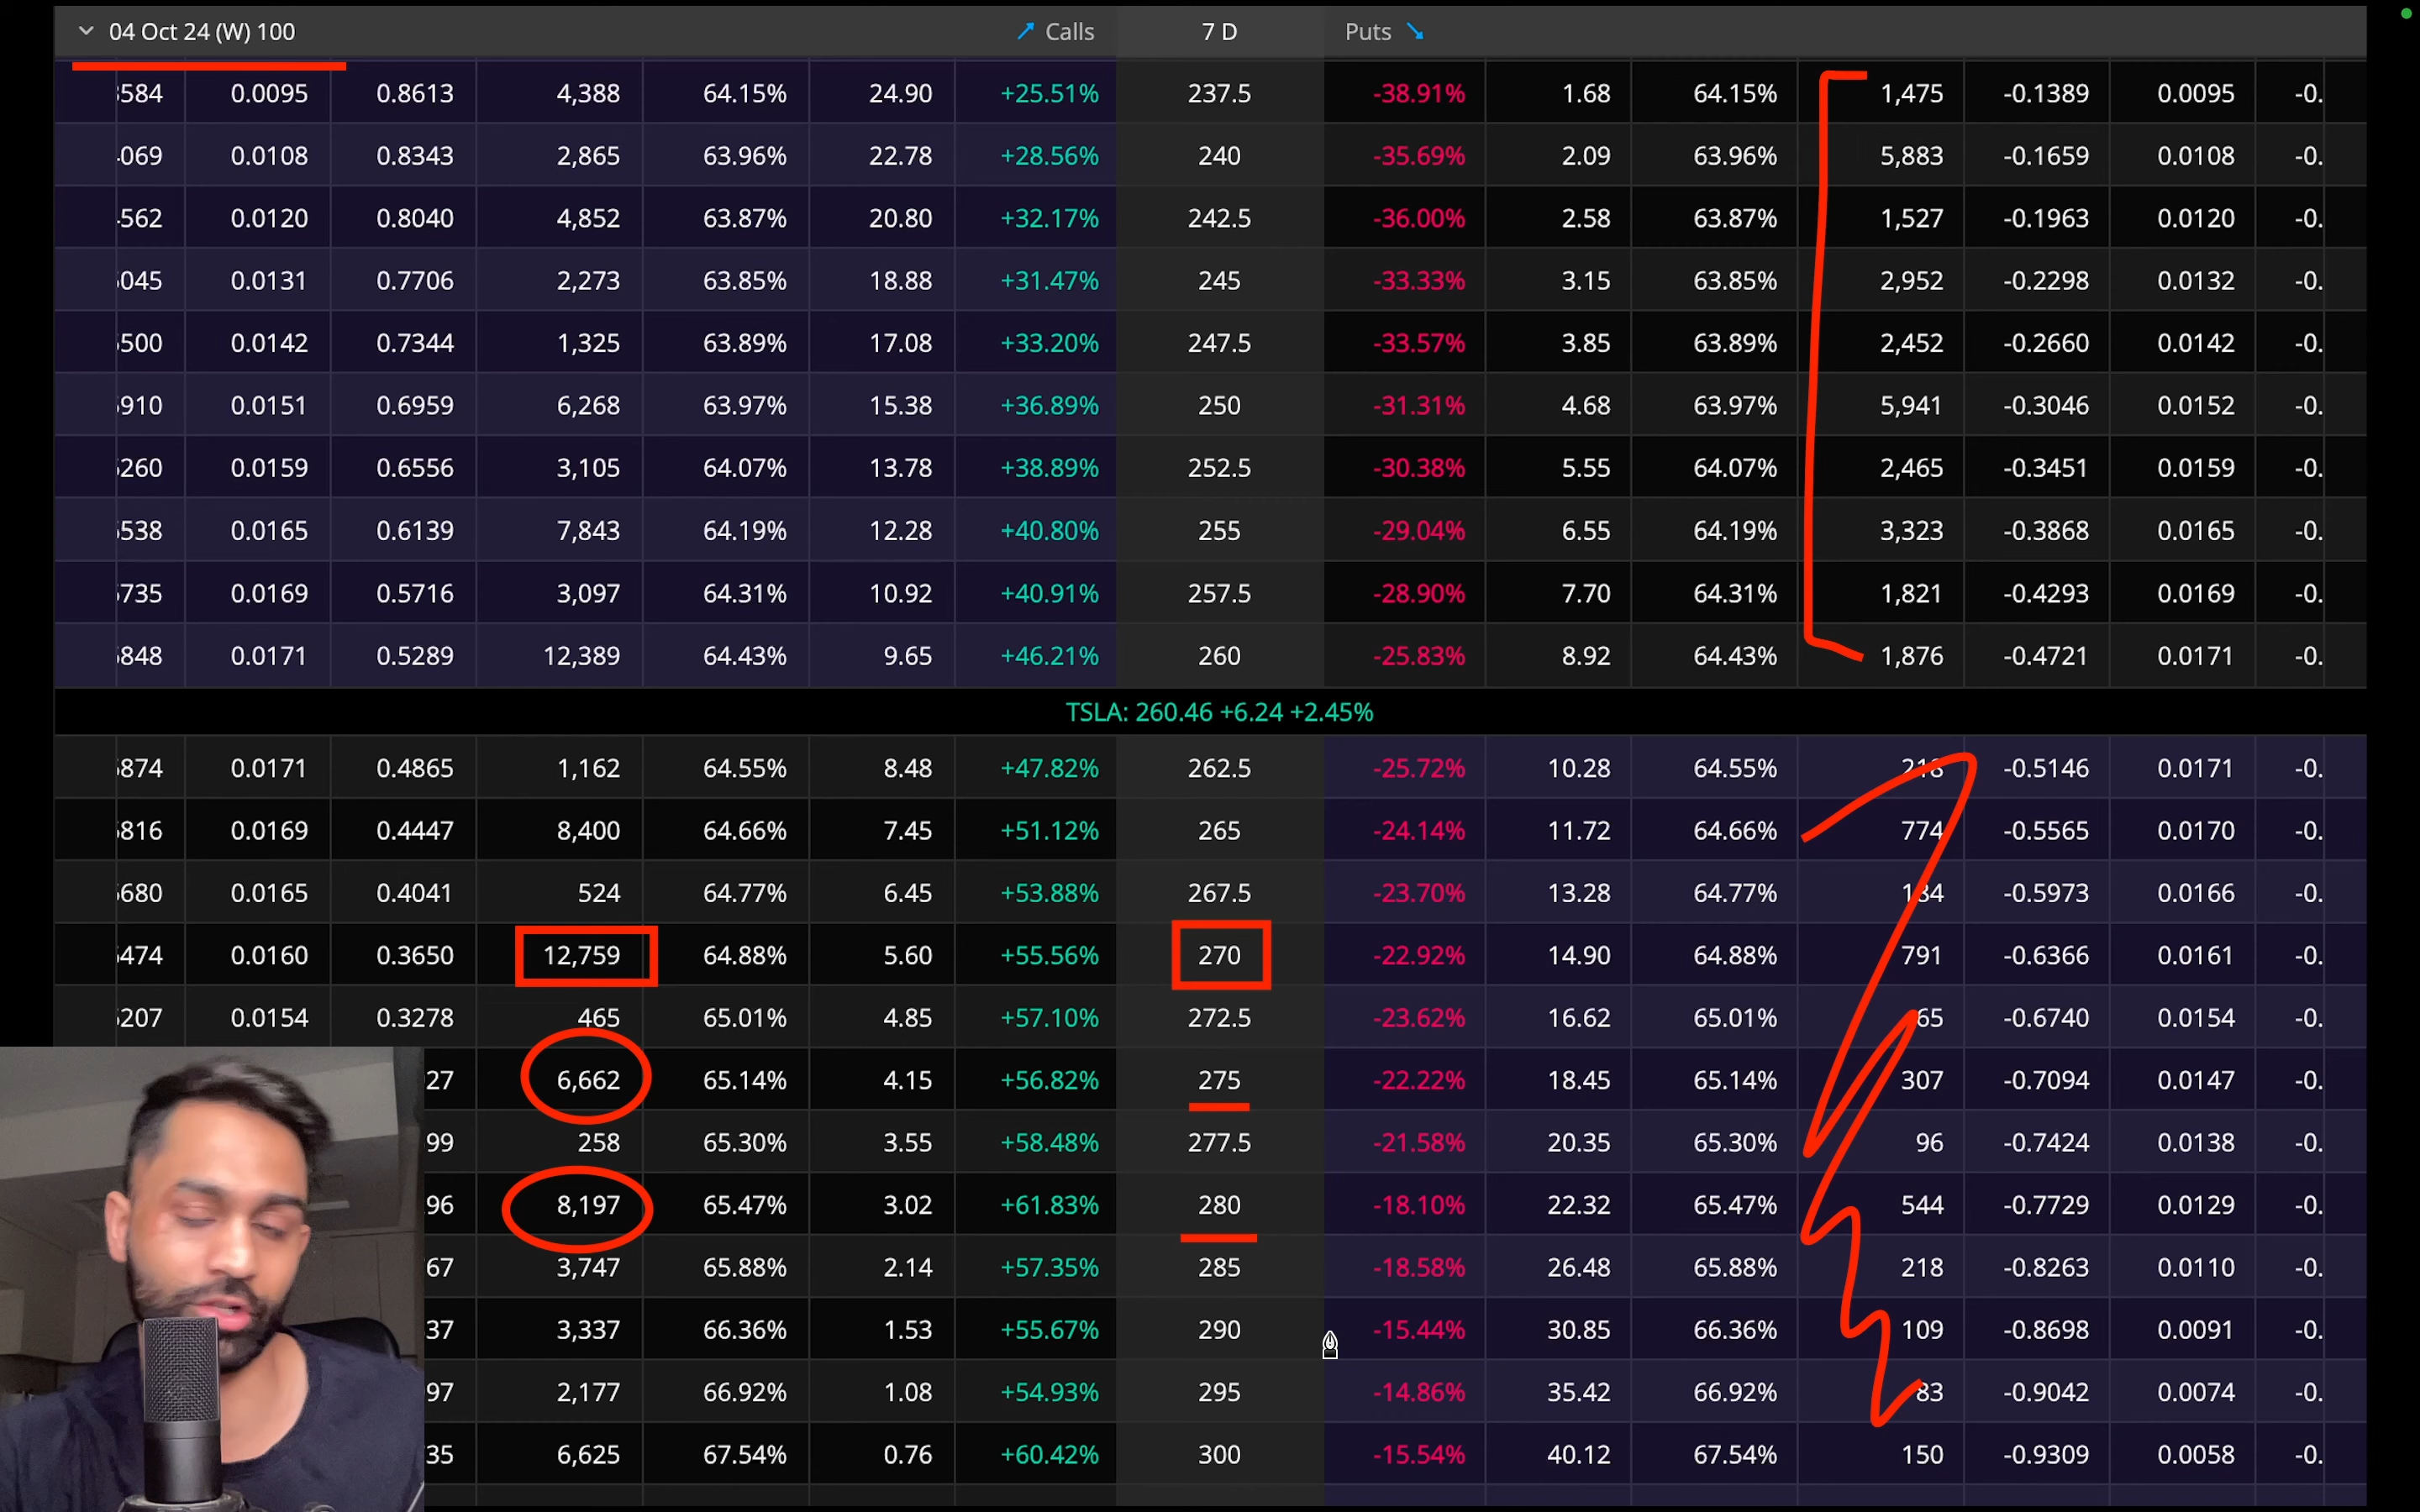 04 Oct 24 (W) 100 Calls 7 D Puts
584 0.0095 0.8613 4,388 64.15% 24.90 +25.51% 237.5 -38.91% 1.68 64.15% 1,475 -0.1389 0.0095 -0.
069 0.0108 0.8343 2,865 63.96% 22.78 +28.56% 240 -35.69% 2.09 63.96% 5,883 -0.1659 0.0108 -0.
562 0.0120 0.8040 4,852 63.87% 20.80 +32.17% 242.5 -36.00% 2.58 63.87% 1,527 -0.1963 0.0120 -0.
045 0.0131 0.7706 2,273 63.85% 18.88 +31.47% 245 -33.33% 3.15 63.85% 2,952 -0.2298 0.0132 -0.
500 0.0142 0.7344 1,325 63.89% 17.08 +33.20% 247.5 -33.57% 3.85 63.89% 2,452 -0.2660 0.0142 -0.
910 0.0151 0.6959 6,268 63.97% 15.38 +36.89% 250 -31.31% 4.68 63.97% 5,941 -0.3046 0.0152 -0.
260 0.0159 0.6556 3,105 64.07% 13.78 +38.89% 252.5 -30.38% 5.55 64.07% 2,465 -0.3451 0.0159 -0.
538 0.0165 0.6139 7,843 64.19% 12.28 +40.80% 255 -29.04% 6.55 64.19% 3,323 -0.3868 0.0165 -0.
735 0.0169 0.5716 3,097 64.31% 10.92 +40.91% 257.5 -28.90% 7.70 64.31% 1,821 -0.4293 0.0169 -0.
848 0.0171 0.5289 12,389 64.43% 9.65 +46.21% 260 -25.83% 8.92 64.43% 1,876 -0.4721 0.0171 -0.
TSLA: 260.46 +6.24 +2.45%
874 0.0171 0.4865 1,162 64.55% 8.48 +47.82% 262.5 -25.72% 10.28 64.55% 218 -0.5146 0.0171 -0.
816 0.0169 0.4447 8,400 64.66% 7.45 +51.12% 265 -24.14% 11.72 64.66% 774 -0.5565 0.0170 -0.
680 0.0165 0.4041 524 64.77% 6.45 +53.88% 267.5 -23.70% 13.28 64.77% 184 -0.5973 0.0166 -0.
474 0.0160 0.3650 12,759 64.88% 5.60 +55.56% 270 -22.92% 14.90 64.88% 791 -0.6366 0.0161 -0.
207 0.0154 0.3278 465 65.01% 4.85 +57.10% 272.5 -23.62% 16.62 65.01% 65 -0.6740 0.0154 -0.
27 6,662 65.14% 4.15 +56.82% 275 -22.22% 18.45 65.14% 307 -0.7094 0.0147 -0.
99 258 65.30% 3.55 +58.48% 277.5 -21.58% 20.35 65.30% 96 -0.7424 0.0138 -0.
96 8,197 65.47% 3.02 +61.83% 280 -18.10% 22.32 65.47% 544 -0.7729 0.0129 -0.
67 3,747 65.88% 2.14 +57.35% 285 -18.58% 26.48 65.88% 218 -0.8263 0.0110 -0.
37 3,337 66.36% 1.53 +55.67% 290 -15.44% 30.85 66.36% 109 -0.8698 0.0091 -0.
97 2,177 66.92% 1.08 +54.93% 295 -14.86% 35.42 66.92% 83 -0.9042 0.0074 -0.
35 6,625 67.54% 0.76 +60.42% 300 -15.54% 40.12 67.54% 150 -0.9309 0.0058 -0.